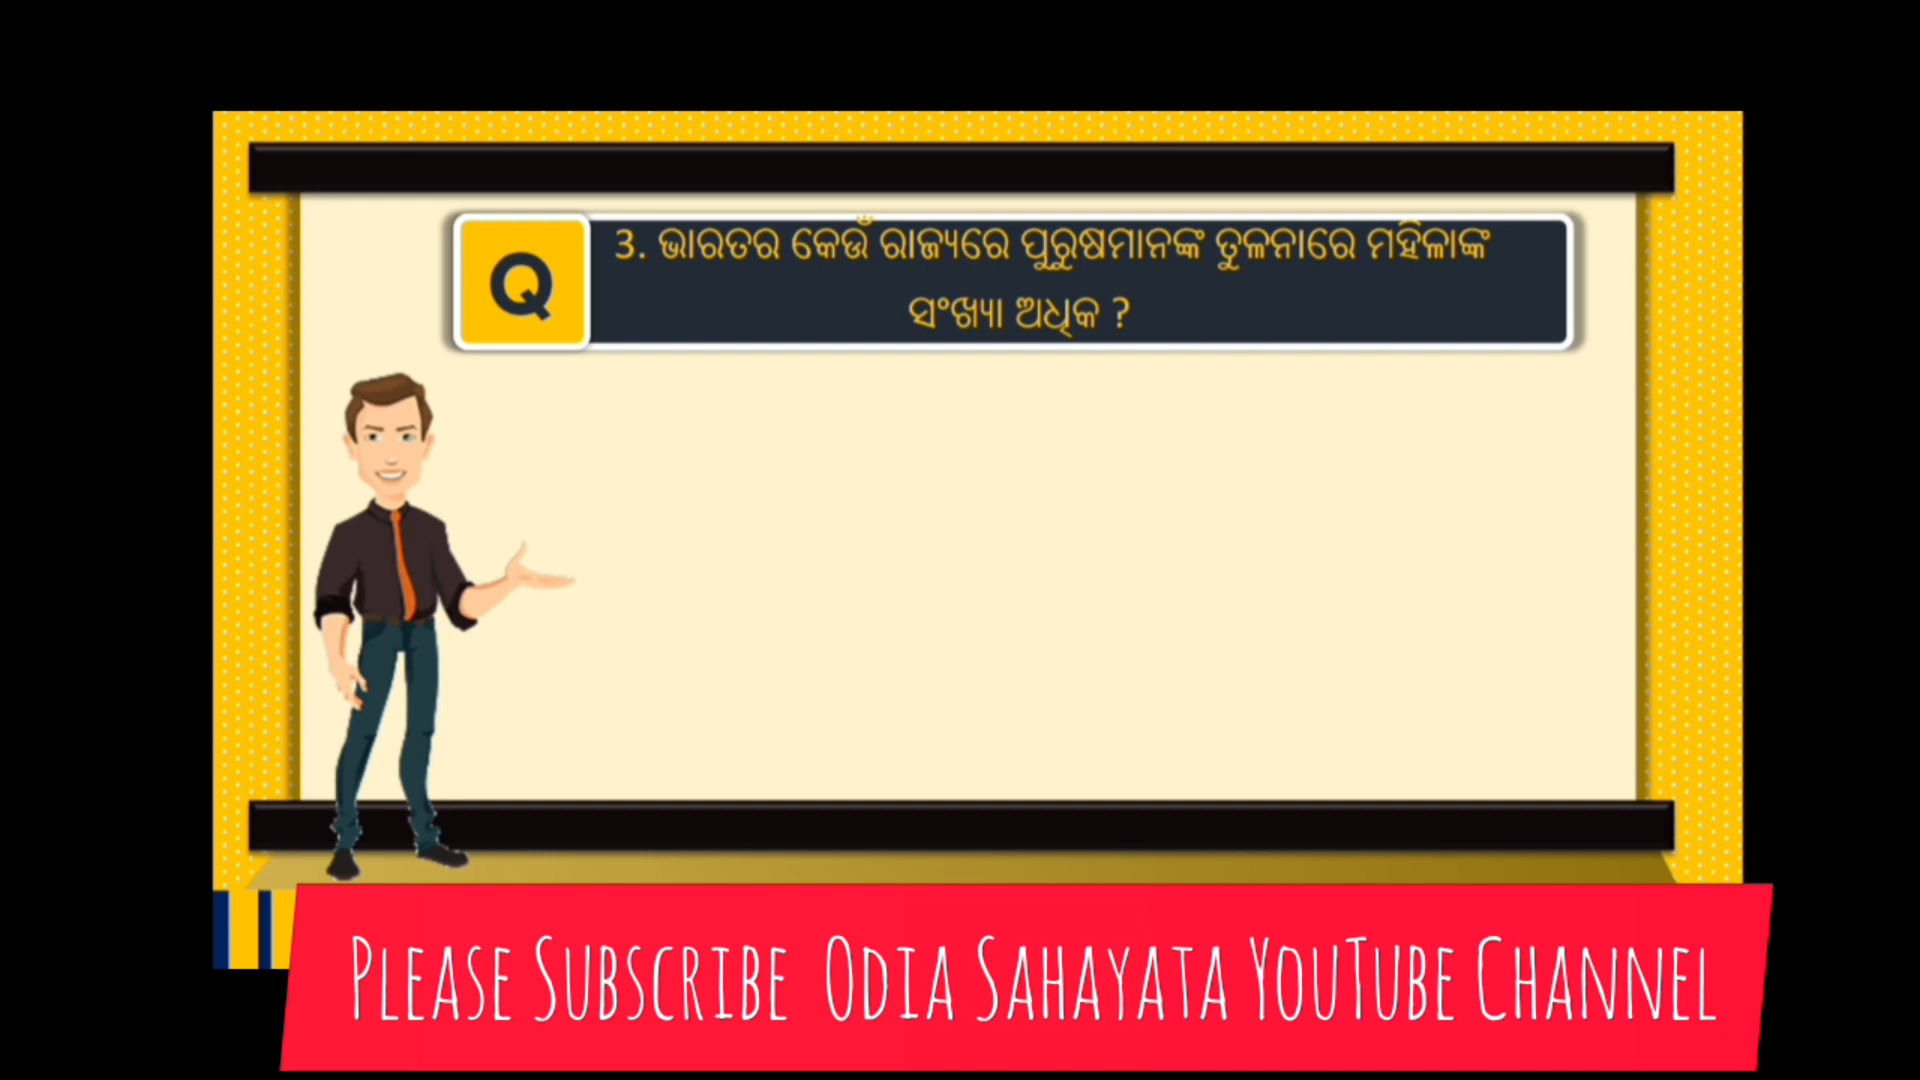 Q
3. ଭାରତର କେଉଁ ରାଜ୍ୟରେ ପୁରୁଷମାନଙ୍କ ତୁଳନାରେ ମହିଳାଙ୍କ
ସଂଖ୍ୟା ଅଧିକ ?
Please Subscribe Odia Sahayata YouTube Channel